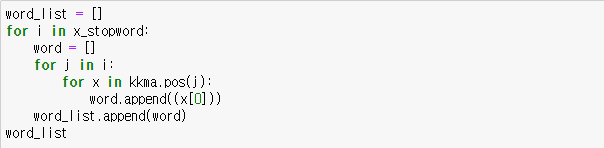 word_list = []
for i in x_stopword:
    word = []
    for j in i:
        for x in kkma.pos(j):
            word.append((x[0]))
    word_list.append(word)
word_list